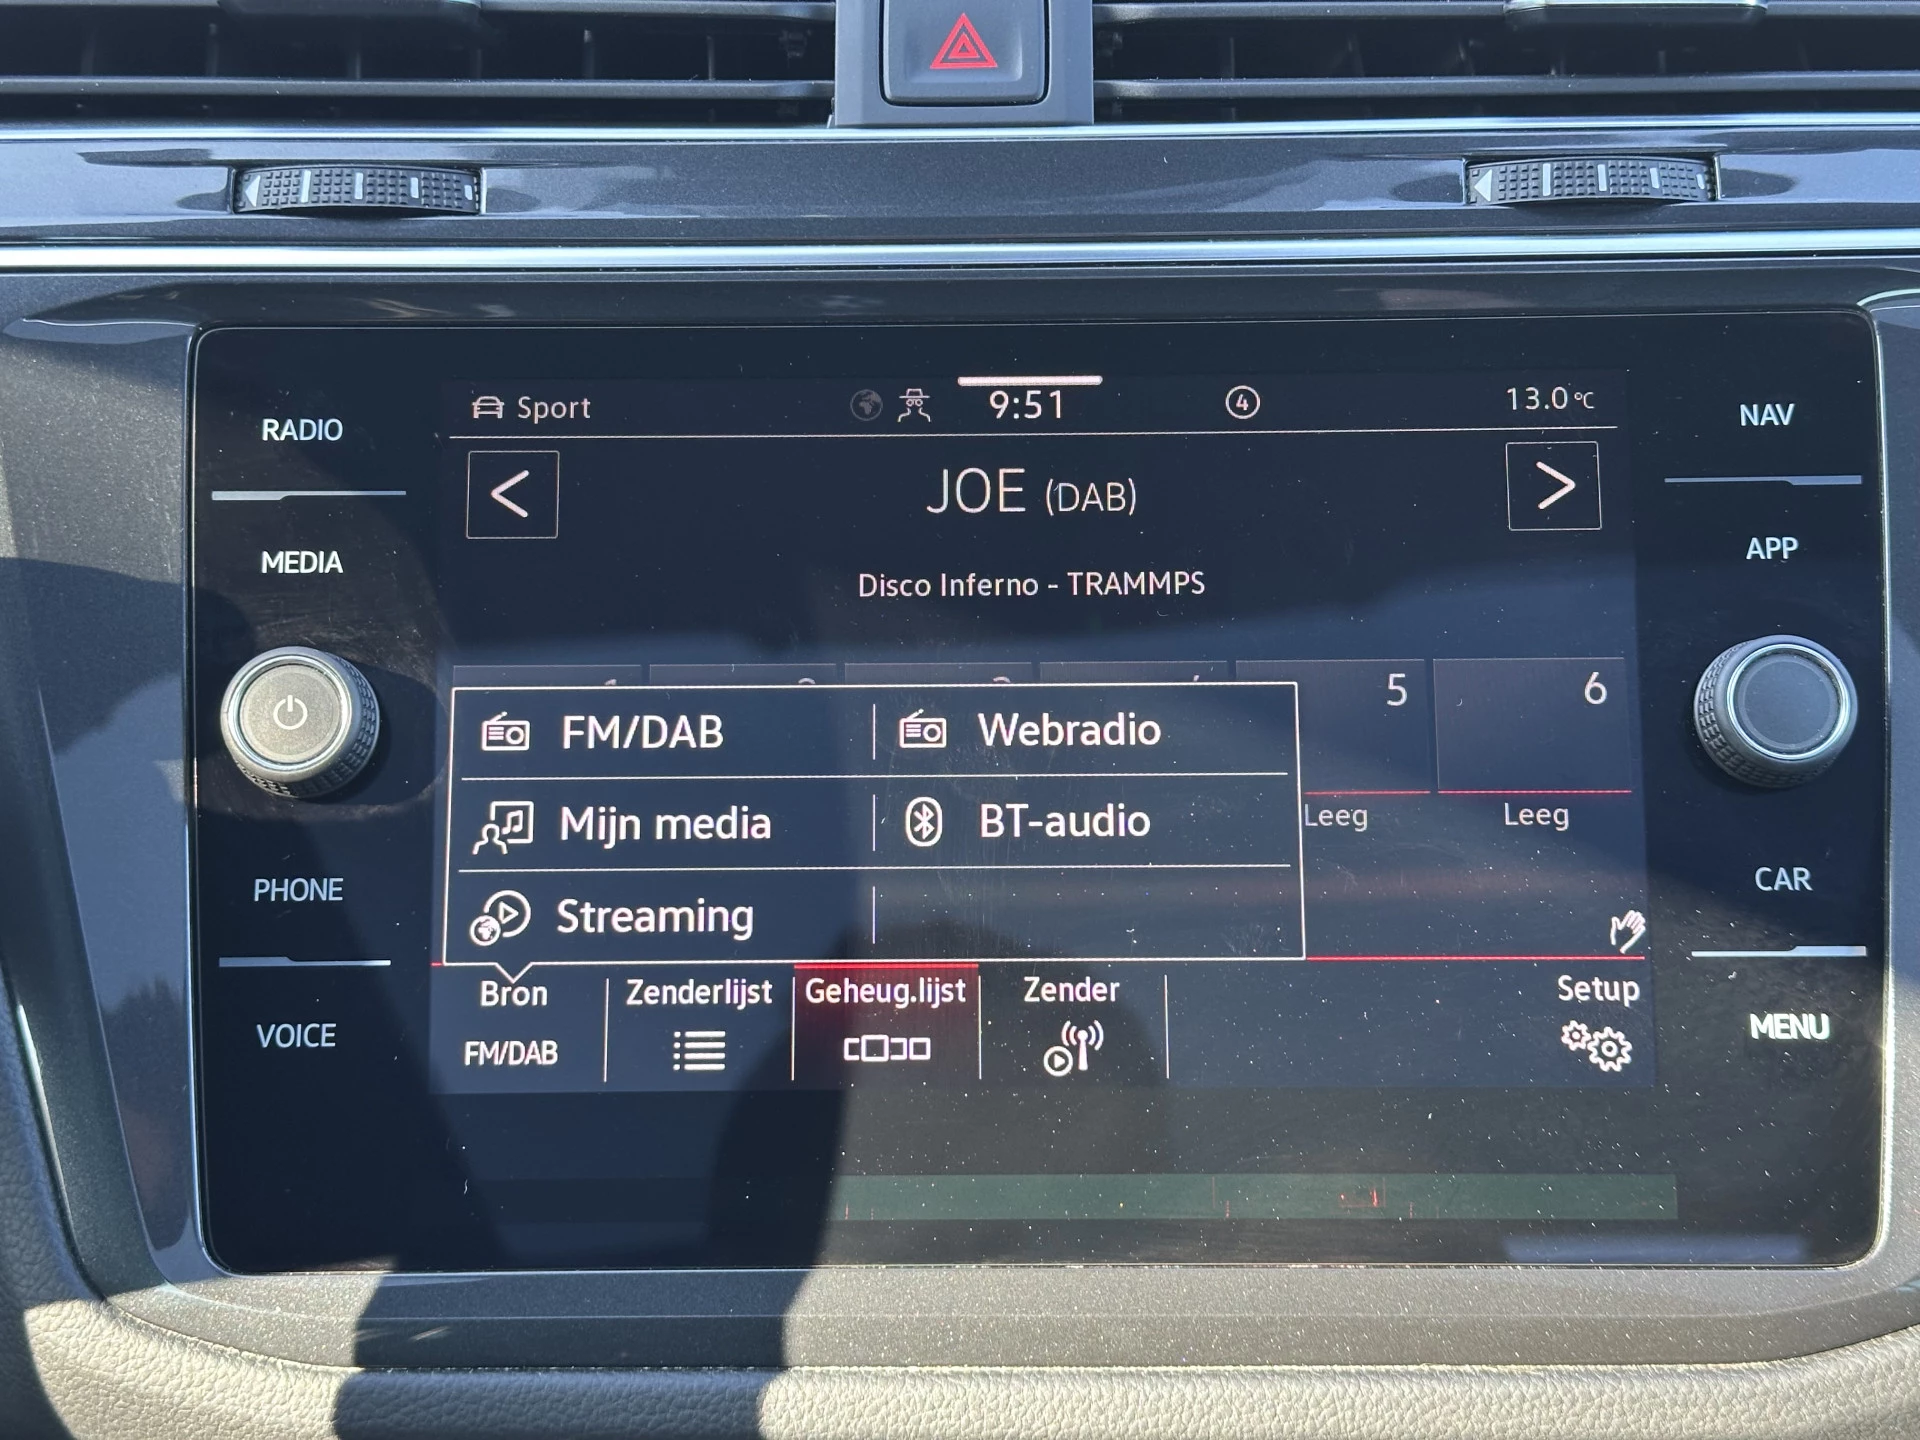 RADIO
MEDIA
PHONE
VOICE
Sport
9:51
4
13.0 °C
<
JOE (DAB)
>
Disco Inferno - TRAMMPS
5
6
FM/DAB
Webradio
Mijn media
BT-audio
Streaming
Leeg
Leeg
Bron
FM/DAB
Zenderlijst
Geheug.lijst
Zender
Setup
NAV
APP
CAR
MENU